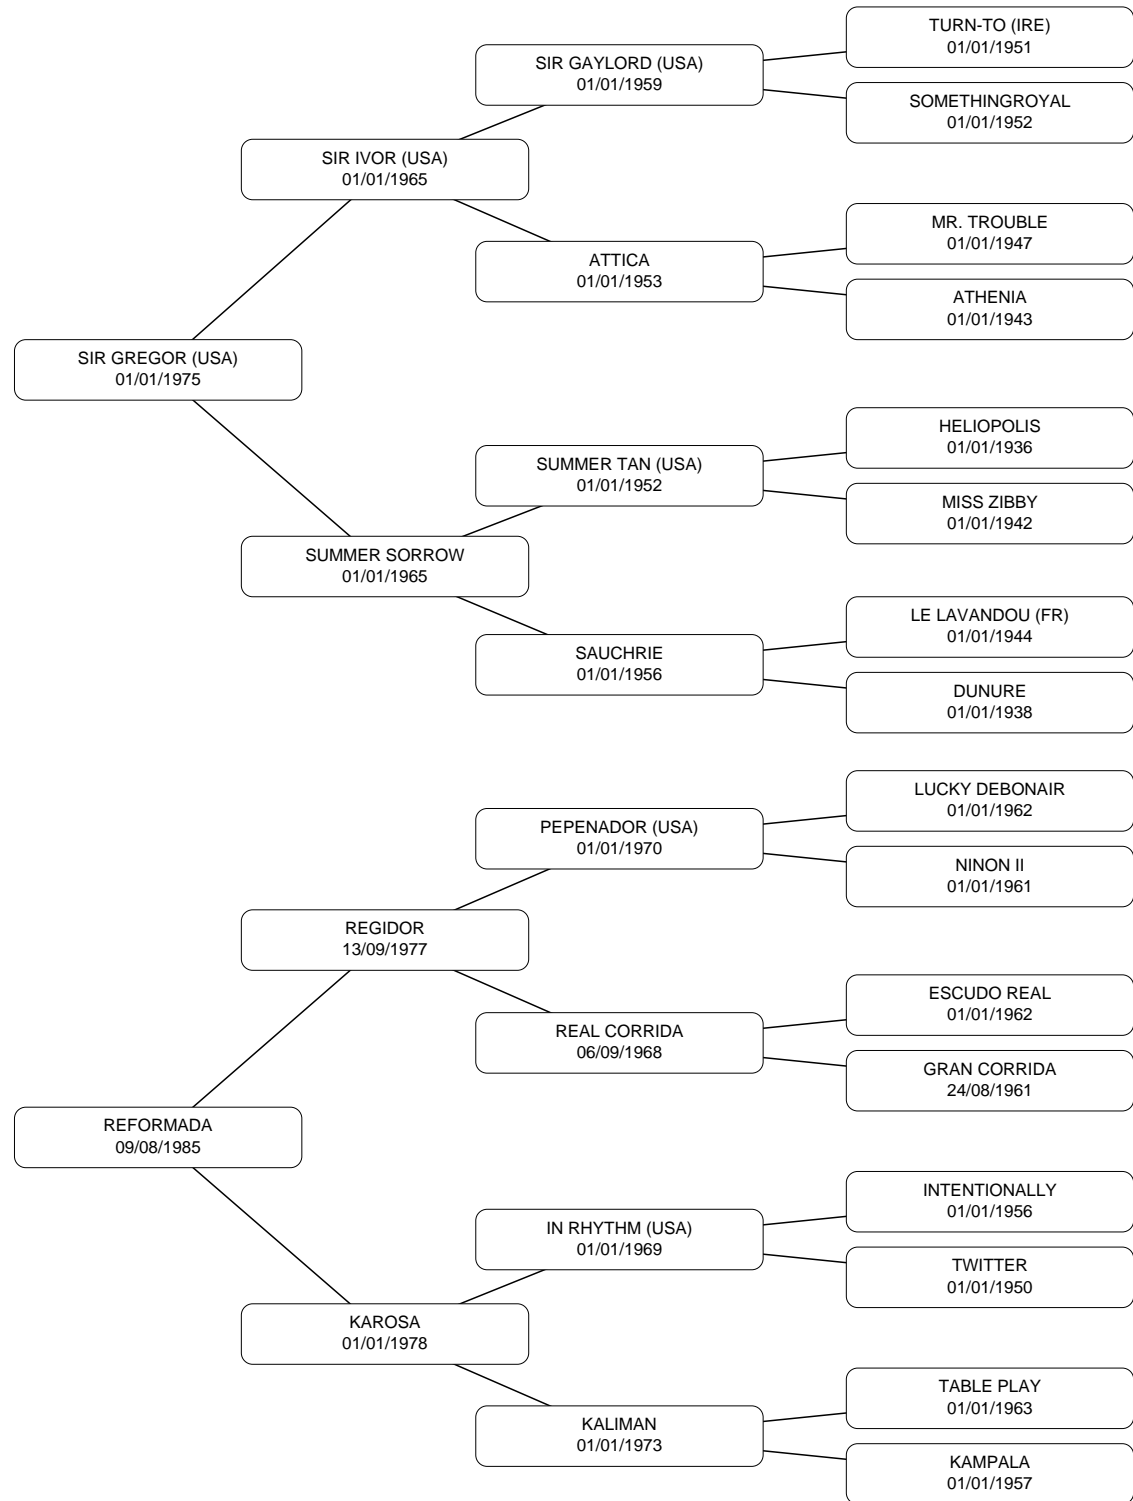 TURN-TO (IRE)
01/01/1951
SIR GAYLORD (USA)
01/01/1959
SOMETHINGROYAL
01/01/1952
SIR IVOR (USA)
01/01/1965
MR. TROUBLE
01/01/1947
ATTICA
01/01/1953
ATHENIA
01/01/1943
SIR GREGOR (USA)
01/01/1975
HELIOPOLIS
01/01/1936
SUMMER TAN (USA)
01/01/1952
MISS ZIBBY
01/01/1942
SUMMER SORROW
01/01/1965
LE LAVANDOU (FR)
01/01/1944
SAUCHRIE
01/01/1956
DUNURE
01/01/1938
LUCKY DEBONAIR
01/01/1962
PEPENADOR (USA)
01/01/1970
NINON II
01/01/1961
REGIDOR
13/09/1977
ESCUDO REAL
01/01/1962
REAL CORRIDA
06/09/1968
GRAN CORRIDA
24/08/1961
REFORMADA
09/08/1985
INTENTIONALLY
01/01/1956
IN RHYTHM (USA)
01/01/1969
TWITTER
01/01/1950
KAROSA
01/01/1978
TABLE PLAY
01/01/1963
KALIMAN
01/01/1973
KAMPALA
01/01/1957